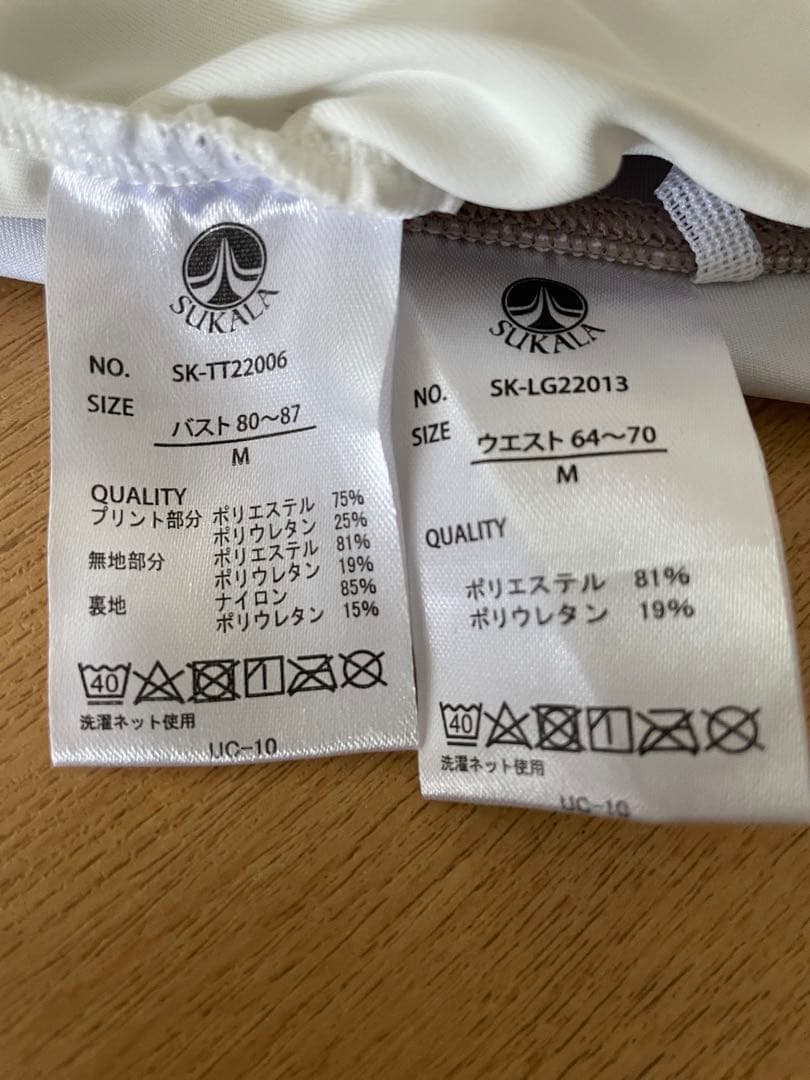 SUKALA
NO. SK-TT22006
SIZE バスト 80〜87
M
QUALITY
プリント部分 ポリエステル 75%
ポリウレタン 25%
無地部分 ポリエステル 81%
ポリウレタン 19%
裏地 ナイロン 85%
ポリウレタン 15%
40
洗濯ネット使用
UC-10
SUKALA
NO. SK-LG22013
SIZE ウエスト 64〜70
M
QUALITY
ポリエステル 81%
ポリウレタン 19%
40
洗濯ネット使用
UC-10